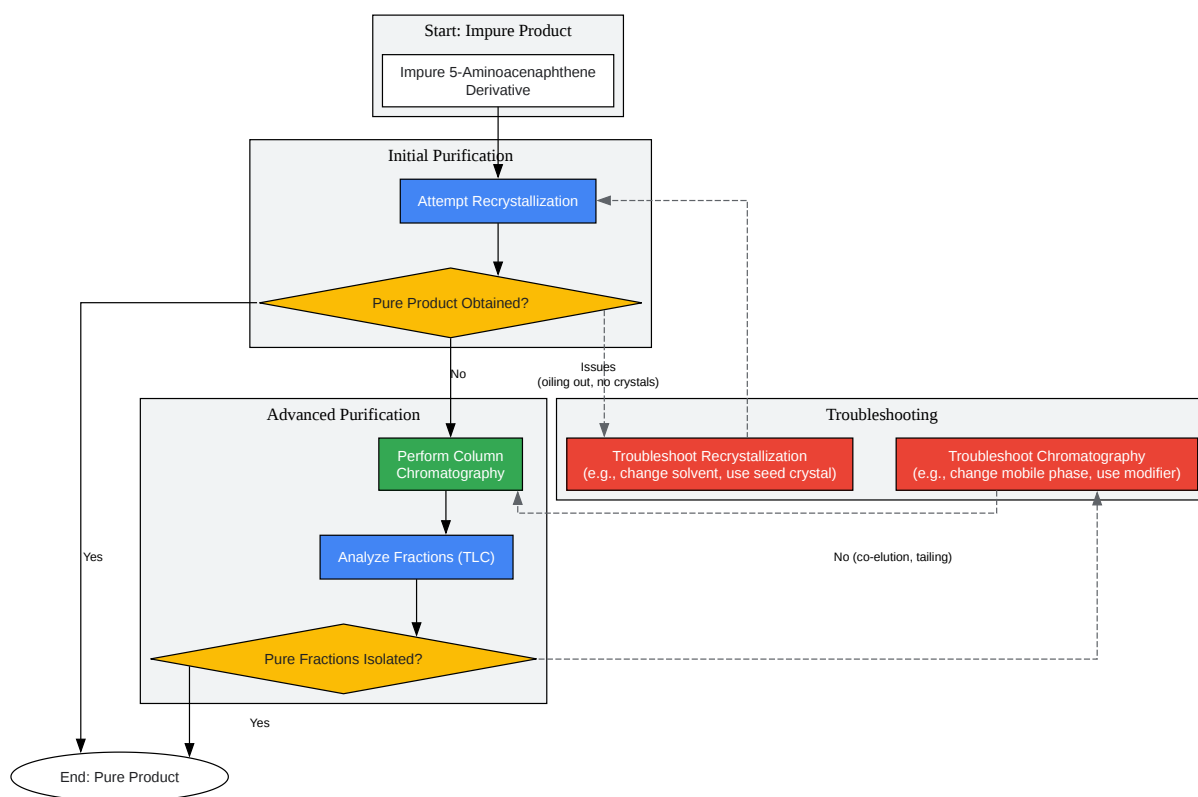 Start: Impure Product
Impure 5-Aminoacenaphthene
Derivative
Initial Purification
Attempt Recrystallization
Pure Product Obtained?
No
Issues
(oiling out, no crystals)
Advanced Purification
Troubleshooting
Perform Column
Chromatography
Troubleshoot Recrystallization
(e.g., change solvent, use seed crystal)
Troubleshoot Chromatography
(e.g., change mobile phase, use modifier)
Yes
Analyze Fractions (TLC)
No (co-elution, tailing)
Pure Fractions Isolated?
Yes
End: Pure Product